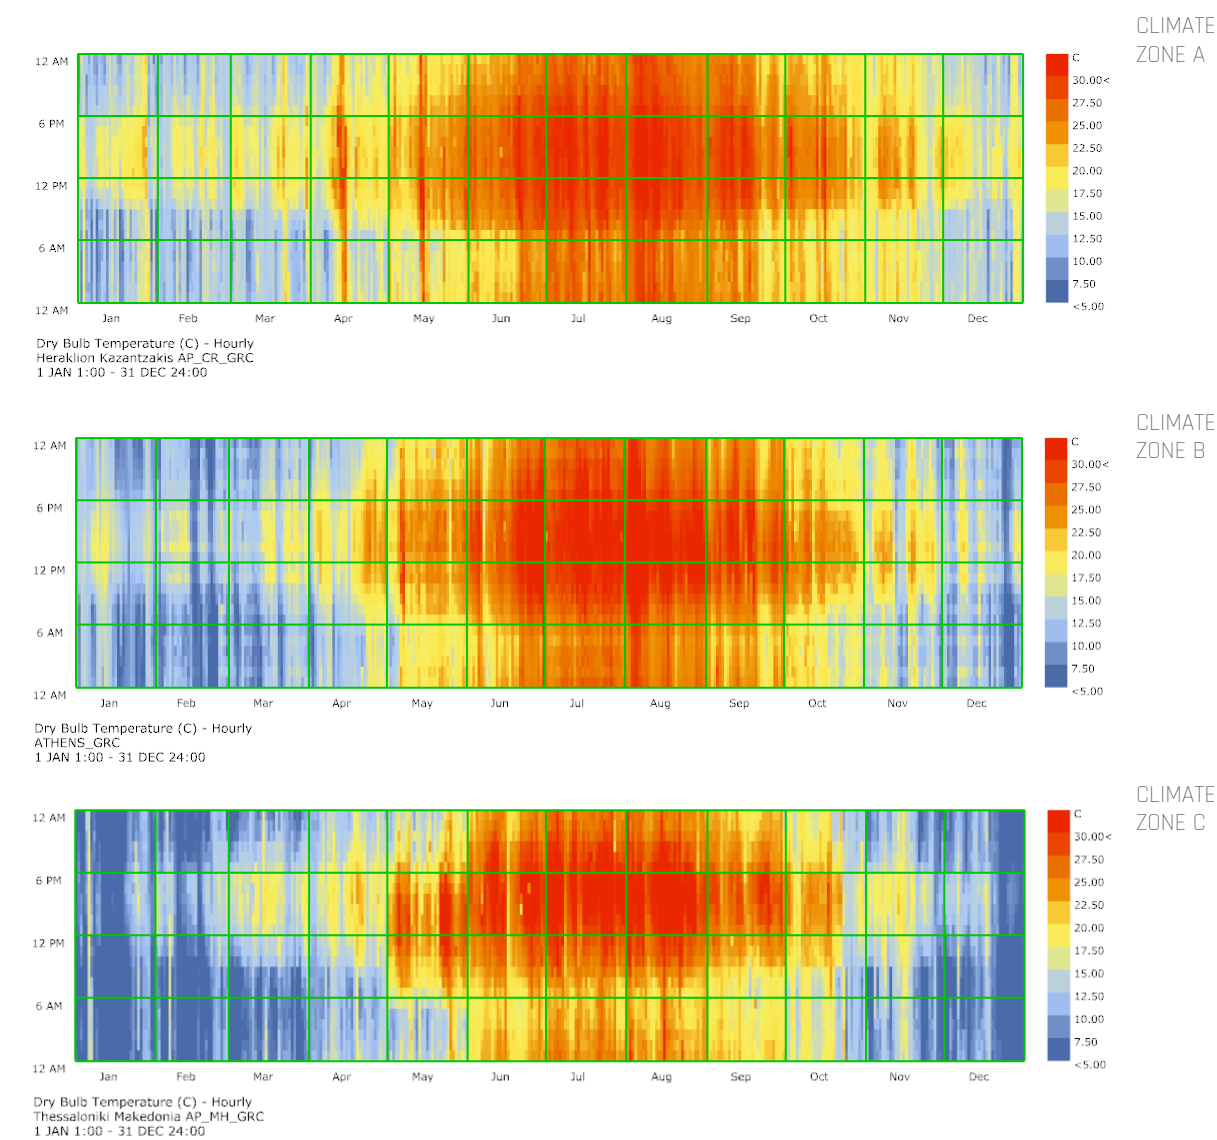 CLIMATE
ZONE A
12 AM
6 PM
12 PM
6 AM
12 AM
Jan Feb Mar Apr May Jun Jul Aug Sep Oct Nov Dec
C
30.00<
27.50
25.00
22.50
20.00
17.50
15.00
12.50
10.00
7.50
<5.00
Dry Bulb Temperature (C) - Hourly
Heraklion Kazantzakis AP_CR_GRC
1 JAN 1:00 - 31 DEC 24:00
CLIMATE
ZONE B
12 AM
6 PM
12 PM
6 AM
12 AM
Jan Feb Mar Apr May Jun Jul Aug Sep Oct Nov Dec
C
30.00<
27.50
25.00
22.50
20.00
17.50
15.00
12.50
10.00
7.50
<5.00
Dry Bulb Temperature (C) - Hourly
ATHENS_GRC
1 JAN 1:00 - 31 DEC 24:00
CLIMATE
ZONE C
12 AM
6 PM
12 PM
6 AM
12 AM
Jan Feb Mar Apr May Jun Jul Aug Sep Oct Nov Dec
C
30.00<
27.50
25.00
22.50
20.00
17.50
15.00
12.50
10.00
7.50
<5.00
Dry Bulb Temperature (C) - Hourly
Thessaloniki Makedonia AP_MH_GRC
1 JAN 1:00 - 31 DEC 24:00